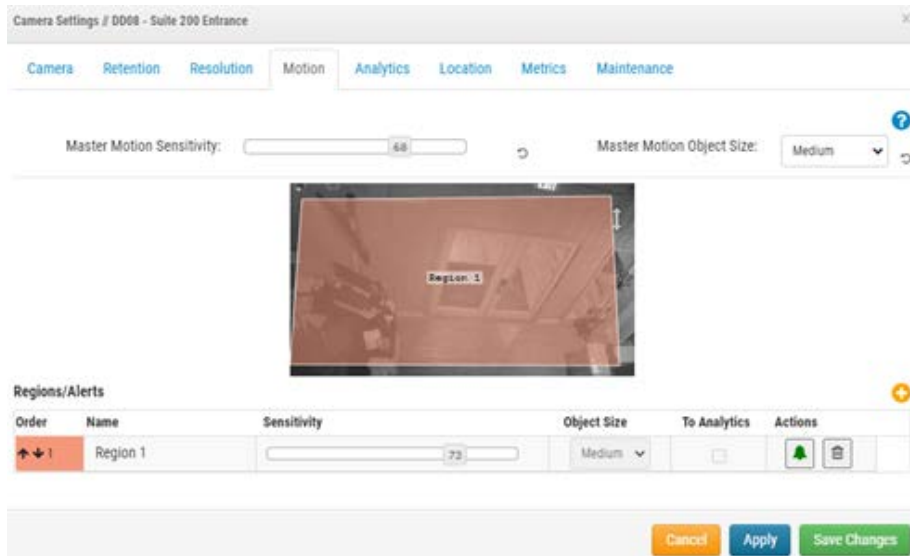 Camera Settings // DD08 - Suite 200 Entrance
Camera Retention Resolution Motion Analytics Location Metrics Maintenance
Master Motion Sensitivity: 68 Master Motion Object Size: Medium
Region 1
Regions/Alerts
Order Name Sensitivity Object Size To Analytics Actions
1 Region 1 73 Medium
Cancel Apply Save Changes